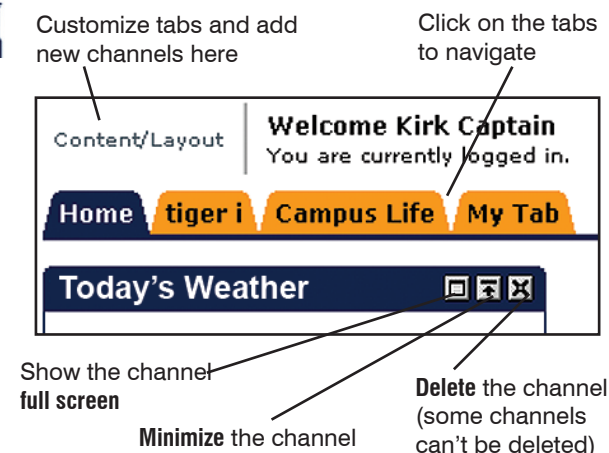 Customize tabs and add
new channels here
Click on the tabs
to navigate
Content/Layout
Welcome Kirk Captain
You are currently logged in.
Home
tiger i
Campus Life
My Tab
Today's Weather
Show the channel
full screen
Minimize the channel
Delete the channel
(some channels
can't be deleted)